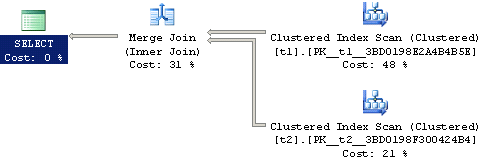 SELECT
Cost: 0 %
Merge Join
(Inner Join)
Cost: 31 %
Clustered Index Scan (Clustered)
[t1].[PK__t1__3BD0198E2A4B4B5E]
Cost: 48 %
Clustered Index Scan (Clustered)
[t2].[PK__t2__3BD0198F300424B4]
Cost: 21 %